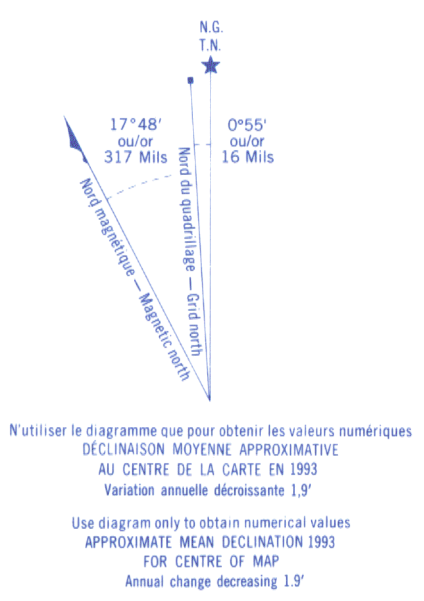 N.G.
T.N.
17°48'
ou/or
317 Mils
0°55'
ou/or
16 Mils
Nord magnétique — Magnetic north
Nord du quadrillage — Grid north
N'utiliser le diagramme que pour obtenir les valeurs numériques
DÉCLINAISON MOYENNE APPROXIMATIVE
AU CENTRE DE LA CARTE EN 1993
Variation annuelle décroissante 1,9'
Use diagram only to obtain numerical values
APPROXIMATE MEAN DECLINATION 1993
FOR CENTRE OF MAP
Annual change decreasing 1.9'